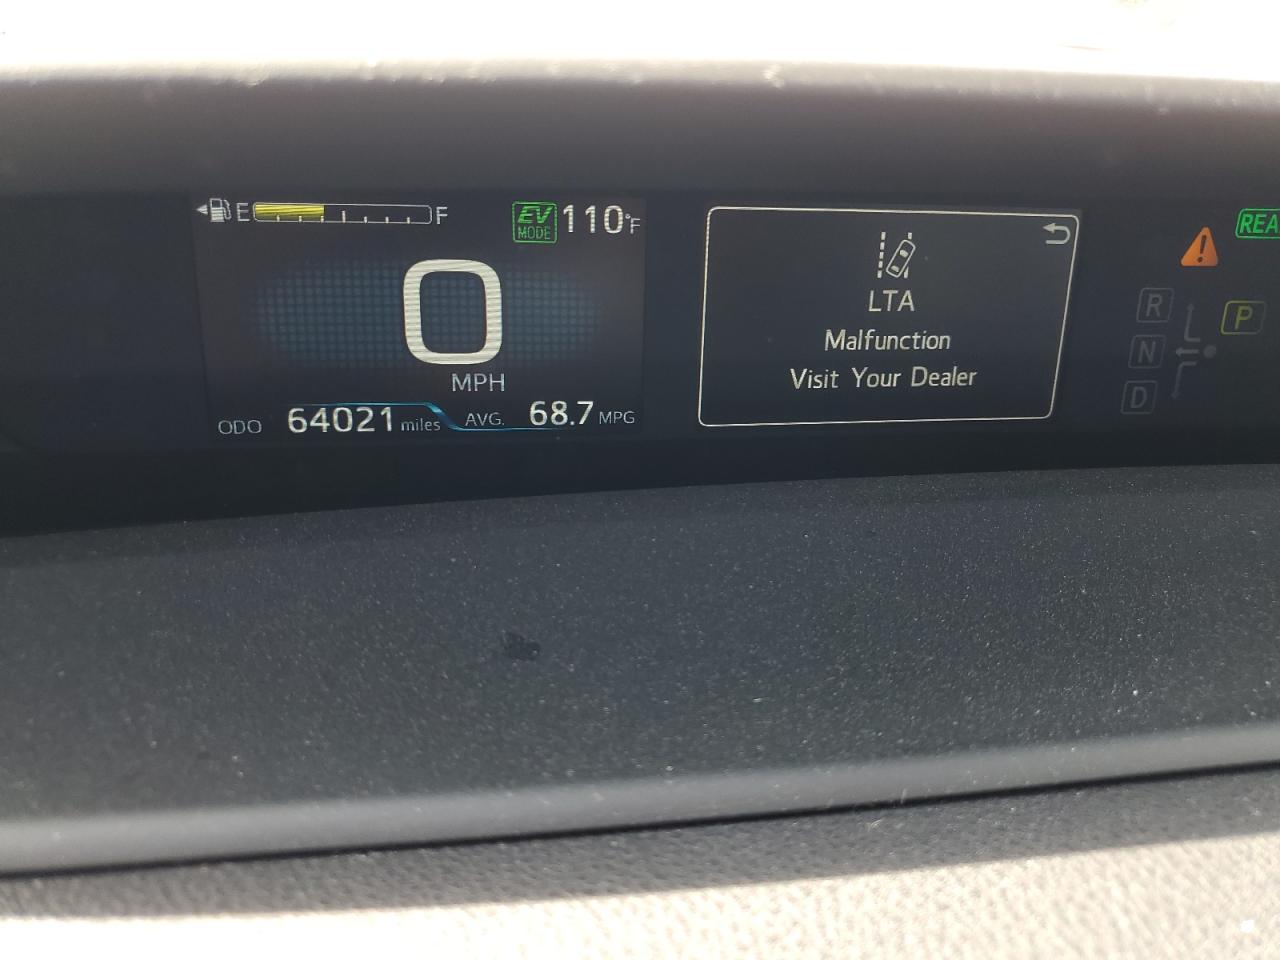 E F
EV MODE
110°F
0
MPH
ODO 64021 miles AVG. 68.7 MPG
LTA
Malfunction
Visit Your Dealer
REA
R
N
D
P